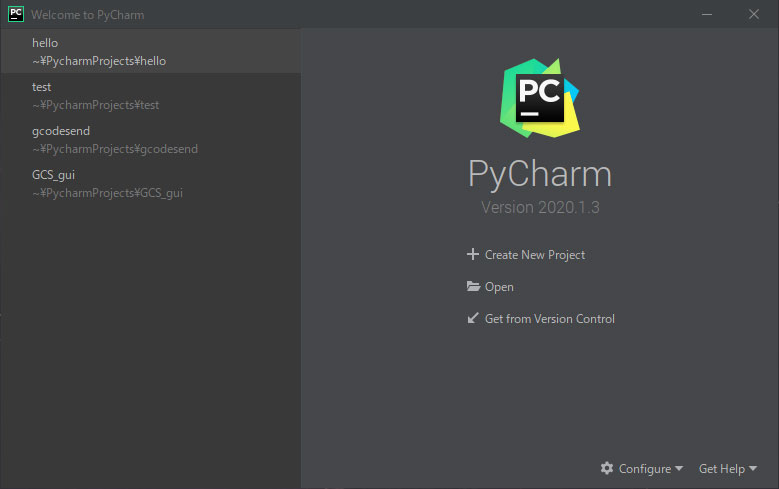 PC Welcome to PyCharm
hello
~¥PycharmProjects¥hello
test
~¥PycharmProjects¥test
gcodesend
~¥PycharmProjects¥gcodesend
GCS_gui
~¥PycharmProjects¥GCS_gui
PC
PyCharm
Version 2020.1.3
Create New Project
Open
Get from Version Control
Configure Get Help